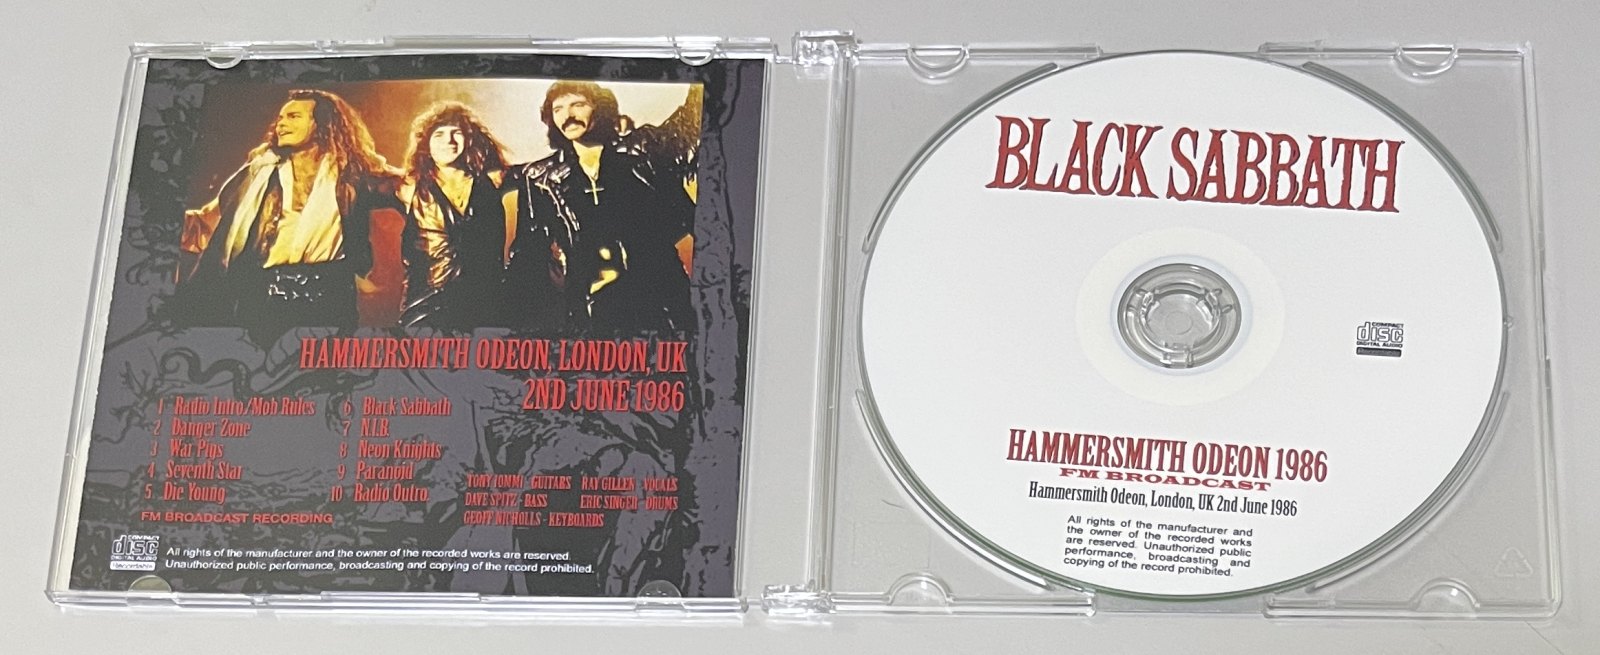 HAMMERSMITH ODEON, LONDON, UK
2ND JUNE 1986
1 Radio Intro/Mob Rules
2 Danger Zone
3 War Pigs
4 Seventh Star
5 Die Young
6 Black Sabbath
7 N.I.B.
8 Neon Knights
9 Paranoid
10 Radio Outro
FM BROADCAST RECORDING
TONY IOMMI - GUITARS RAY GILLEN - VOCALS
DAVE SPITZ - BASS ERIC SINGER - DRUMS
GEOFF NICHOLLS - KEYBOARDS
COMPACT
disc
DIGITAL AUDIO
Recordable
All rights of the manufacturer and the owner of the recorded works are reserved.
Unauthorized public performance, broadcasting and copying of the record prohibited.
BLACK SABBATH
COMPACT
disc
DIGITAL AUDIO
Recordable
HAMMERSMITH ODEON 1986
FM BROADCAST
Hammersmith Odeon, London, UK 2nd June 1986
All rights of the manufacturer and
the owner of the recorded works
are reserved. Unauthorized public
performance, broadcasting and
copying of the record prohibited.